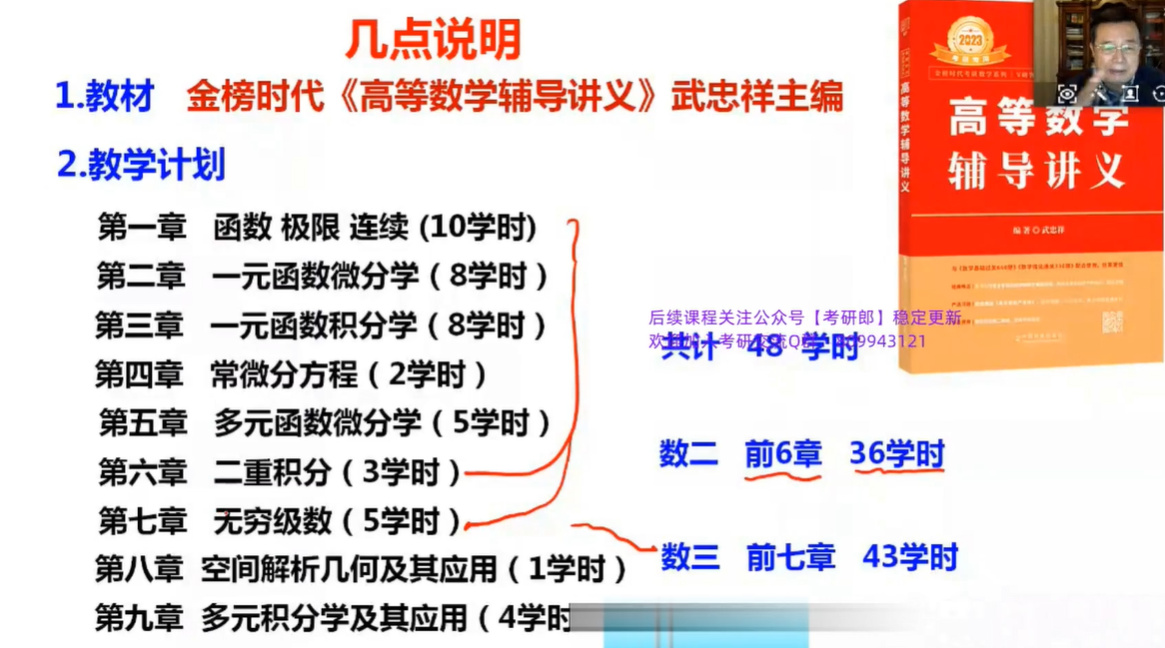 几点说明
1.教材 金榜时代《高等数学辅导讲义》武忠祥主编
2.教学计划
第一章 函数 极限 连续 (10学时)
第二章 一元函数微分学（8学时）
第三章 一元函数积分学（8学时）
第四章 常微分方程（2学时）
第五章 多元函数微分学（5学时）
第六章 二重积分（3学时）
第七章 无穷级数（5学时）
第八章 空间解析几何及其应用（1学时）
第九章 多元积分学及其应用（4学时
后续课程关注公众号【考研郎】稳定更新
共计 48 学时
数二 前6章 36学时
数三 前七章 43学时
2023
高等数学
辅导讲义
编著 武忠祥
高等数学辅导讲义